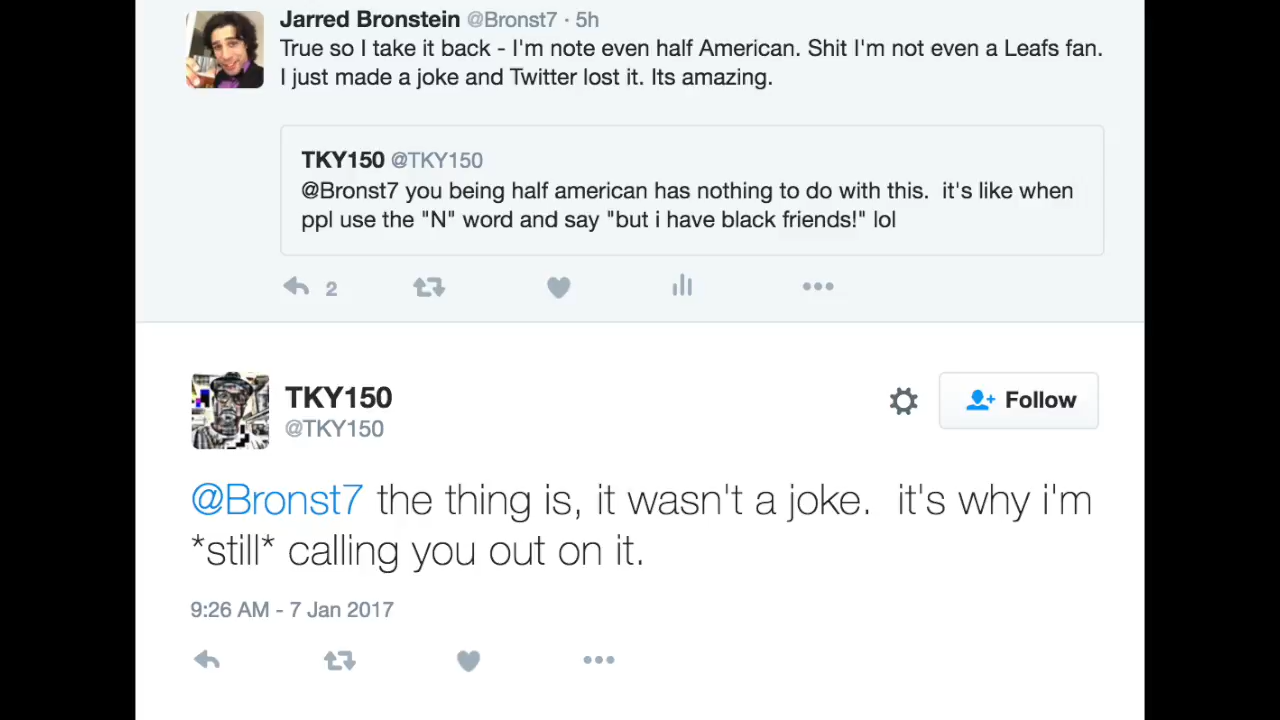 Jarred Bronstein @Bronst7 · 5h
True so I take it back - I'm note even half American. Shit I'm not even a Leafs fan.
I just made a joke and Twitter lost it. Its amazing.
TKY150 @TKY150
@Bronst7 you being half american has nothing to do with this.  it's like when
ppl use the "N" word and say "but i have black friends!" lol
2
TKY150
@TKY150
Follow
@Bronst7 the thing is, it wasn't a joke.  it's why i'm
*still* calling you out on it.
9:26 AM - 7 Jan 2017